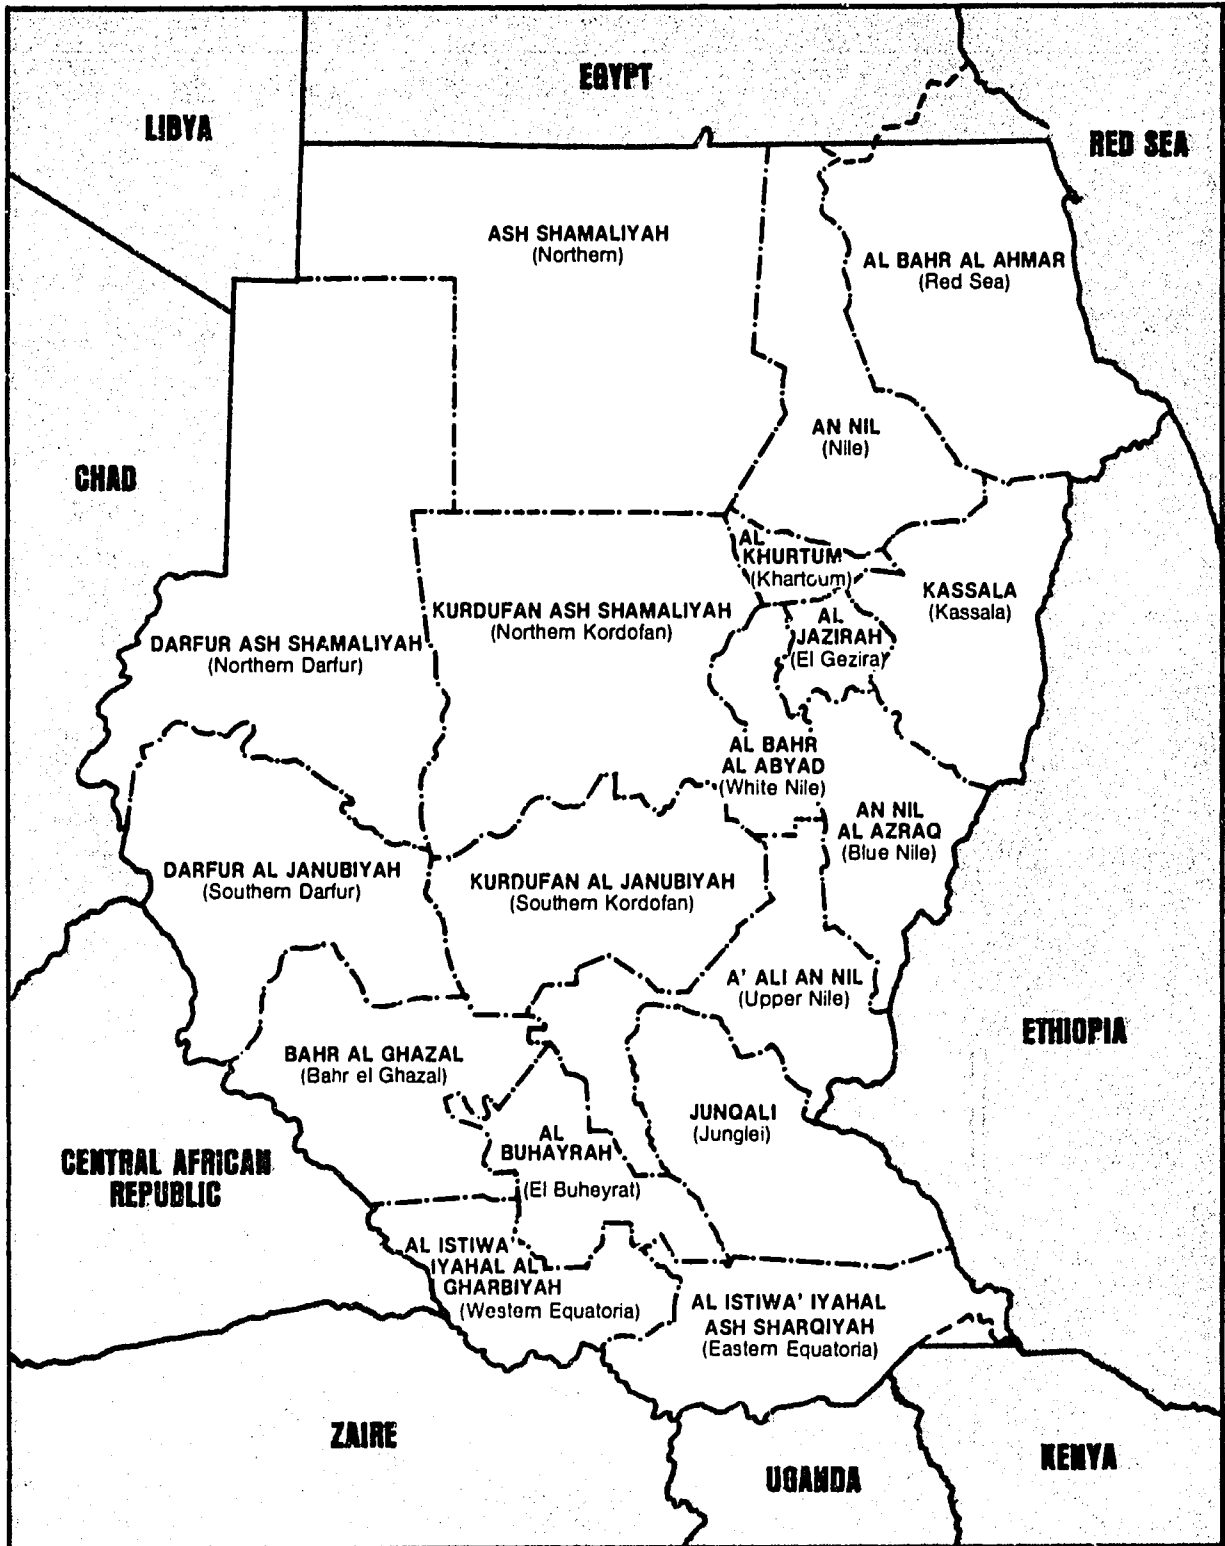 EGYPT
LIBYA
RED SEA
ASH SHAMALIYAH
(Northern)
AL BAHR AL AHMAR
(Red Sea)
AN NIL
(Nile)
CHAD
AL
KHURTUM
(Khartoum)
KASSALA
(Kassala)
KURDUFAN ASH SHAMALIYAH
(Northern Kordofan)
AL
JAZIRAH
(El Gezira)
DARFUR ASH SHAMALIYAH
(Northern Darfur)
AL BAHR
AL ABYAD
(White Nile)
AN NIL
AL AZRAQ
(Blue Nile)
DARFUR AL JANUBIYAH
(Southern Darfur)
KURDUFAN AL JANUBIYAH
(Southern Kordofan)
A' ALI AN NIL
(Upper Nile)
ETHIOPIA
BAHR AL GHAZAL
(Bahr el Ghazal)
JUNQALI
(Junglei)
AL
BUHAYRAH
(El Buheyrat)
CENTRAL AFRICAN
REPUBLIC
AL ISTIWA'
IYAHAL AL
GHARBIYAH
(Western Equatoria)
AL ISTIWA' IYAHAL
ASH SHARQIYAH
(Eastern Equatoria)
ZAIRE
UGANDA
KENYA